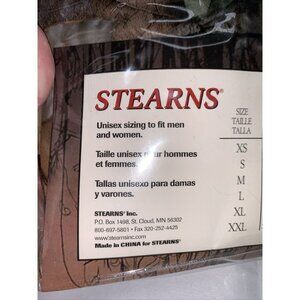 STEARNS®
Unisex sizing to fit men
and women.
Taille unisex pour hommes
et femmes.
Tallas unisexo para damas
y varones.
STEARNS® Inc.
P.O. Box 1498, St. Cloud, MN 56302
800-697-5801 • Fax 320-252-4425
www.stearnsinc.com
Made in CHINA for STEARNS®
SIZE
TAILLE
TALLA
XS
S
M
L
XL
XXL